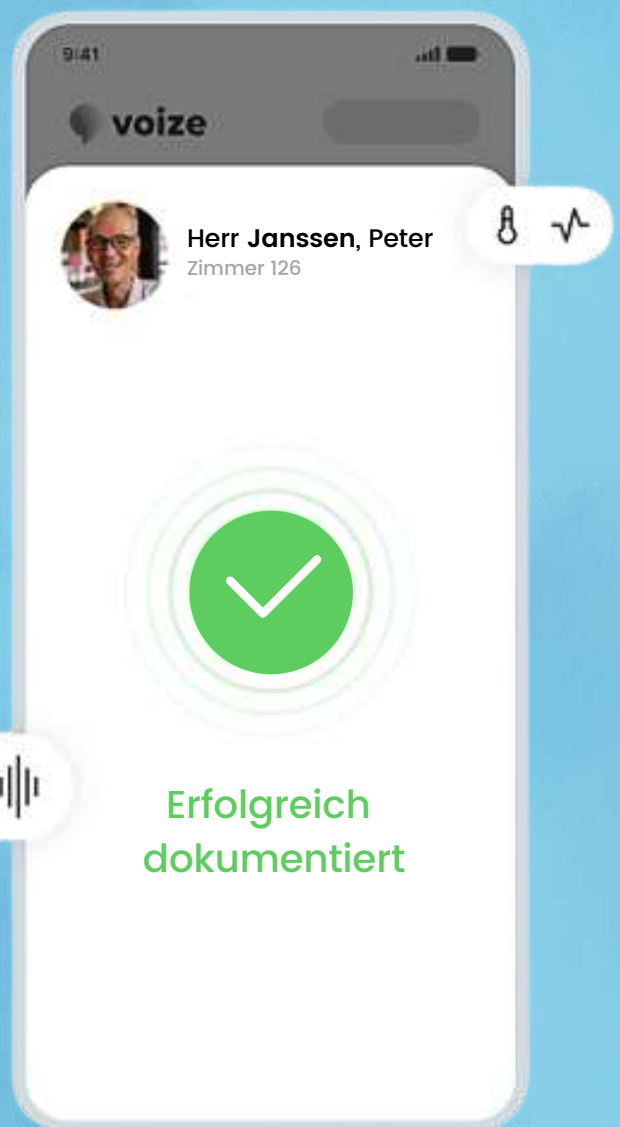 9:41
voize
Herr Janssen, Peter
Zimmer 126
Erfolgreich
dokumentiert